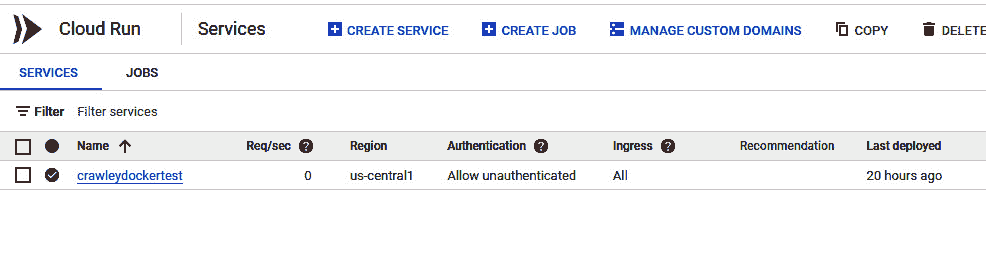 Cloud Run Services CREATE SERVICE CREATE JOB MANAGE CUSTOM DOMAINS COPY DELETE
SERVICES JOBS
Filter Filter services
Name Req/sec ? Region Authentication ? Ingress ? Recommendation Last deployed
crawleydockertest 0 us-central1 Allow unauthenticated All 20 hours ago